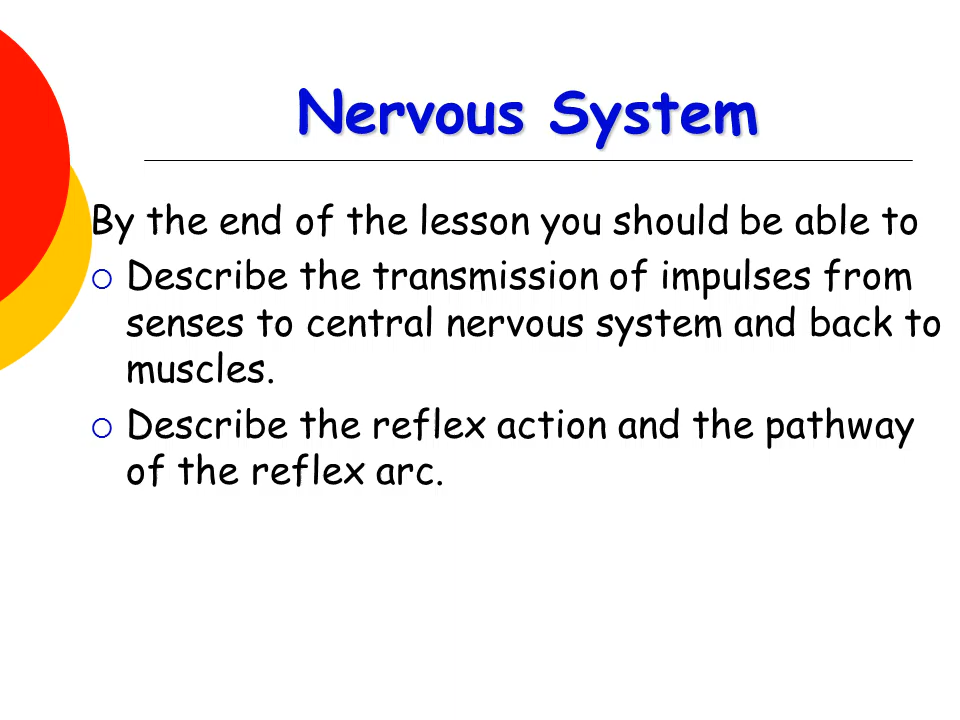 Nervous System
By the end of the lesson you should be able to
Describe the transmission of impulses from
senses to central nervous system and back to
muscles.
Describe the reflex action and the pathway
of the reflex arc.